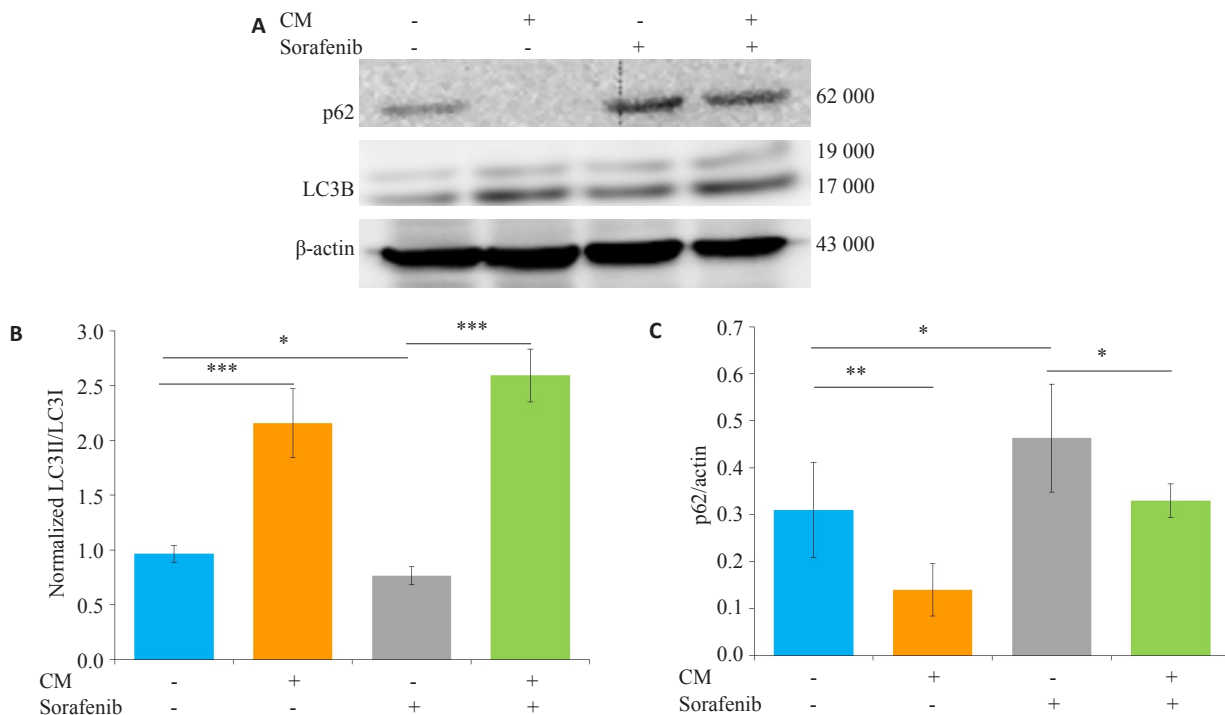 A
CM - + - +
Sorafenib - - + +
p62 62 000
19 000
LC3B 17 000
β-actin 43 000
B
Normalized LC3II/LC3I
3.0
2.5
2.0
1.5
1.0
0.5
0.0
***
*
***
CM - + - +
Sorafenib - - + +
C
p62/actin
0.7
0.6
0.5
0.4
0.3
0.2
0.1
0.0
**
*
*
CM - + - +
Sorafenib - - + +